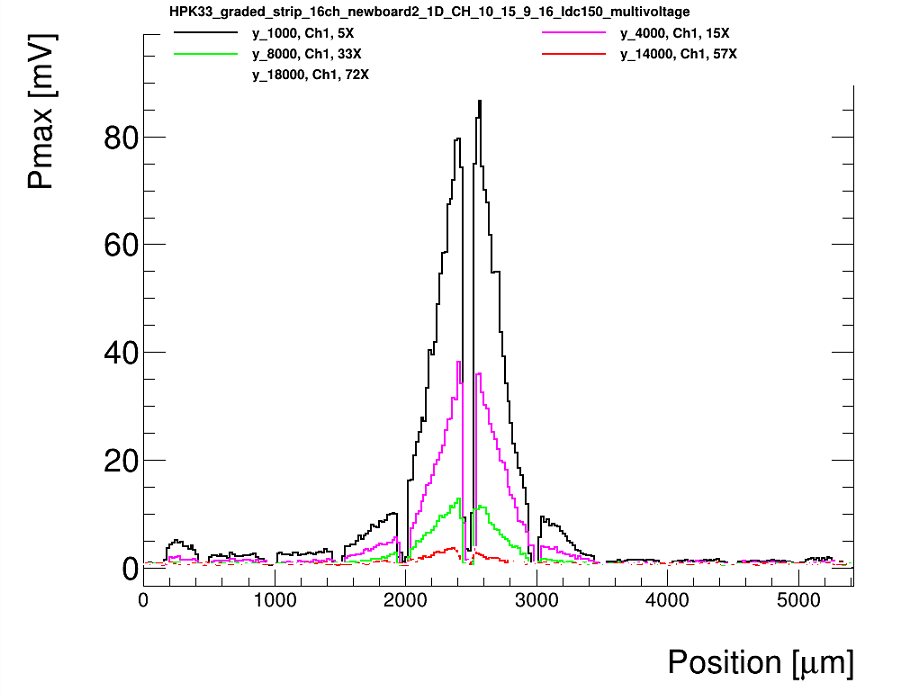 HPK33_graded_strip_16ch_newboard2_1D_CH_10_15_9_16_ldc150_multivoltage
y_1000, Ch1, 5X
y_4000, Ch1, 15X
y_8000, Ch1, 33X
y_14000, Ch1, 57X
y_18000, Ch1, 72X
Pmax [mV]
80
60
40
20
0
0 1000 2000 3000 4000 5000
Position [μm]